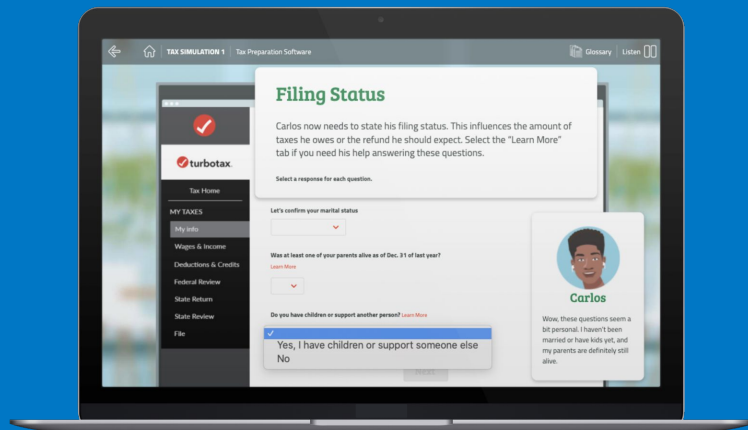 TAX SIMULATION 1 | Tax Preparation Software
Glossary | Listen
Filing Status
Carlos now needs to state his filing status. This influences the amount of
taxes he owes or the refund he should expect. Select the “Learn More”
tab if you need his help answering these questions.
Select a response for each question.
turbotax.
Tax Home
MY TAXES
My info
Wages & Income
Deductions & Credits
Federal Review
State Return
State Review
File
Let's confirm your marital status
Was at least one of your parents alive as of Dec. 31 of last year?
Learn More
Do you have children or support another person? Learn More
Yes, I have children or support someone else
No
Carlos
Wow, these questions seem a
bit personal. I haven't been
married or have kids yet, and
my parents are definitely still
alive.